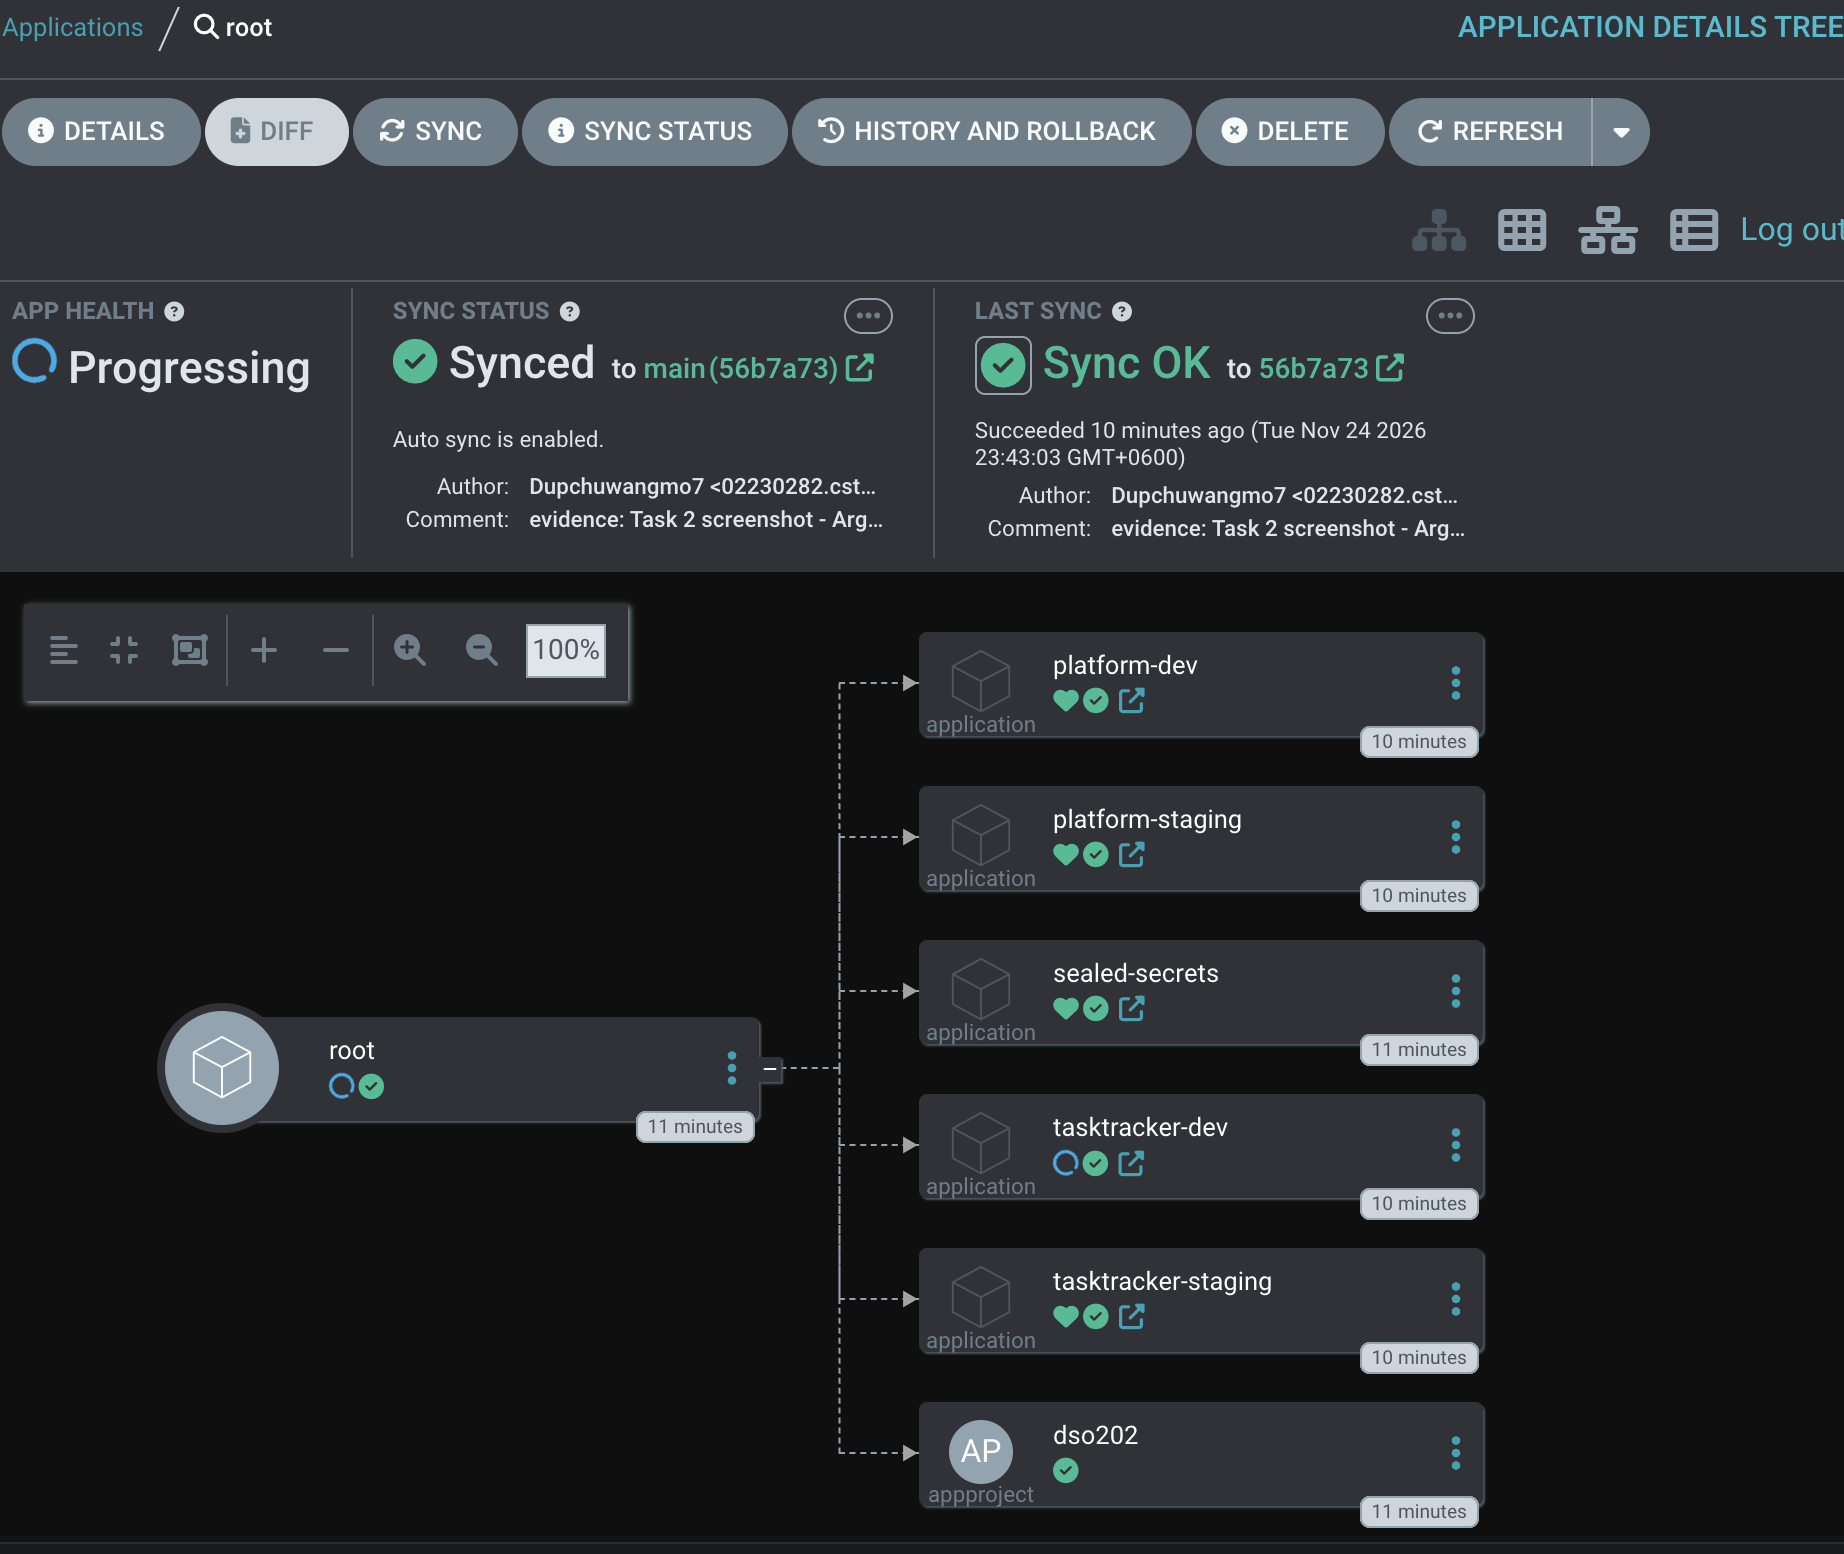 Applications / root
APPLICATION DETAILS TREE
DETAILS DIFF SYNC SYNC STATUS HISTORY AND ROLLBACK DELETE REFRESH
Log out
APP HEALTH
Progressing
SYNC STATUS
Synced to main (56b7a73)
Auto sync is enabled.
Author: Dupchuwangmo7 <02230282.cst...
Comment: evidence: Task 2 screenshot - Arg...
LAST SYNC
Sync OK to 56b7a73
Succeeded 10 minutes ago (Tue Nov 24 2026
23:43:03 GMT+0600)
Author: Dupchuwangmo7 <02230282.cst...
Comment: evidence: Task 2 screenshot - Arg...
100%
root
11 minutes
platform-dev
application
10 minutes
platform-staging
application
10 minutes
sealed-secrets
application
11 minutes
tasktracker-dev
application
10 minutes
tasktracker-staging
application
10 minutes
AP
dso202
appproject
11 minutes